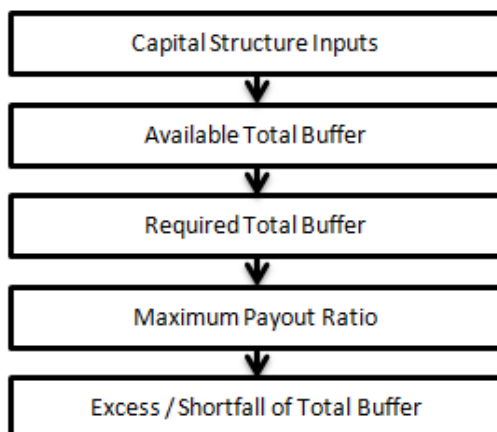 Capital Structure Inputs
Available Total Buffer
Required Total Buffer
Maximum Payout Ratio
Excess / Shortfall of Total Buffer